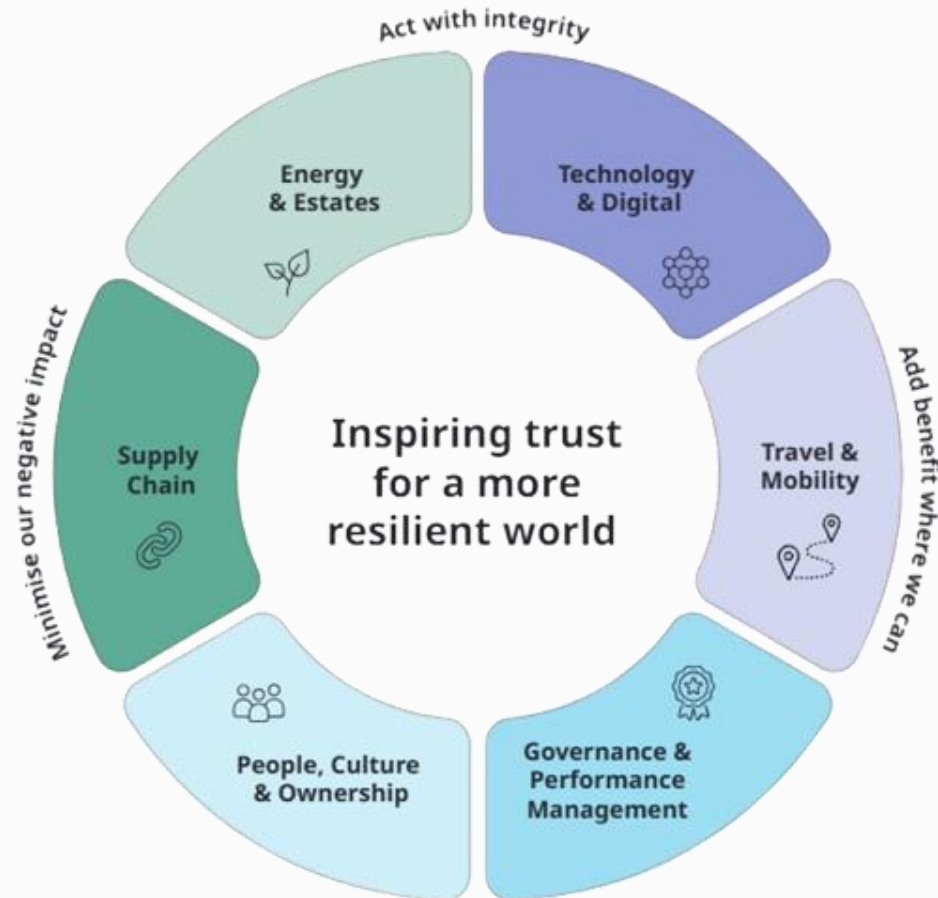 Act with integrity
Energy
& Estates
Technology
& Digital
Minimise our negative impact
Add benefit where we can
Supply
Chain
Inspiring trust
for a more
resilient world
Travel &
Mobility
People, Culture
& Ownership
Governance &
Performance
Management